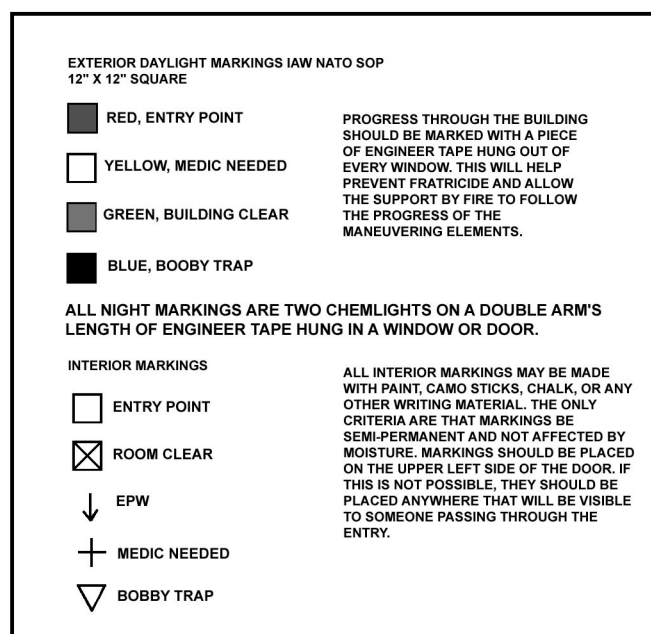 EXTERIOR DAYLIGHT MARKINGS IAW NATO SOP
12" X 12" SQUARE
RED, ENTRY POINT
YELLOW, MEDIC NEEDED
GREEN, BUILDING CLEAR
BLUE, BOOBY TRAP
PROGRESS THROUGH THE BUILDING
SHOULD BE MARKED WITH A PIECE
OF ENGINEER TAPE HUNG OUT OF
EVERY WINDOW. THIS WILL HELP
PREVENT FRATRICIDE AND ALLOW
THE SUPPORT BY FIRE TO FOLLOW
THE PROGRESS OF THE
MANEUVERING ELEMENTS.
ALL NIGHT MARKINGS ARE TWO CHEMLIGHTS ON A DOUBLE ARM'S
LENGTH OF ENGINEER TAPE HUNG IN A WINDOW OR DOOR.
INTERIOR MARKINGS
ENTRY POINT
ROOM CLEAR
EPW
MEDIC NEEDED
BOBBY TRAP
ALL INTERIOR MARKINGS MAY BE MADE
WITH PAINT, CAMO STICKS, CHALK, OR ANY
OTHER WRITING MATERIAL. THE ONLY
CRITERIA ARE THAT MARKINGS BE
SEMI-PERMANENT AND NOT AFFECTED BY
MOISTURE. MARKINGS SHOULD BE PLACED
ON THE UPPER LEFT SIDE OF THE DOOR. IF
THIS IS NOT POSSIBLE, THEY SHOULD BE
PLACED ANYWHERE THAT WILL BE VISIBLE
TO SOMEONE PASSING THROUGH THE
ENTRY.